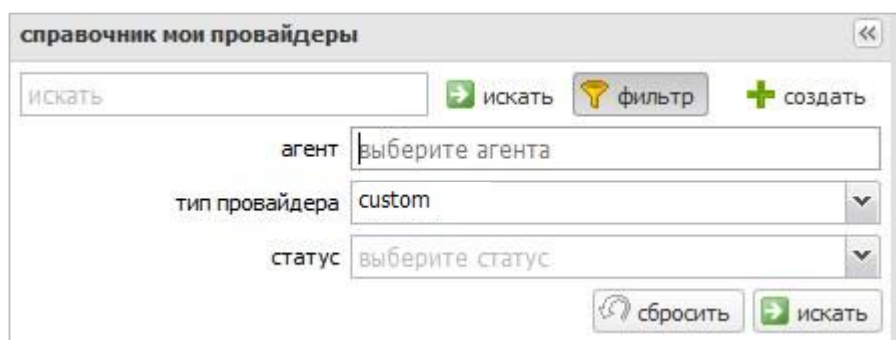 справочник мои провайдеры
искать искать фильтр создать
агент выберите агента
тип провайдера custom
статус выберите статус
сбросить искать